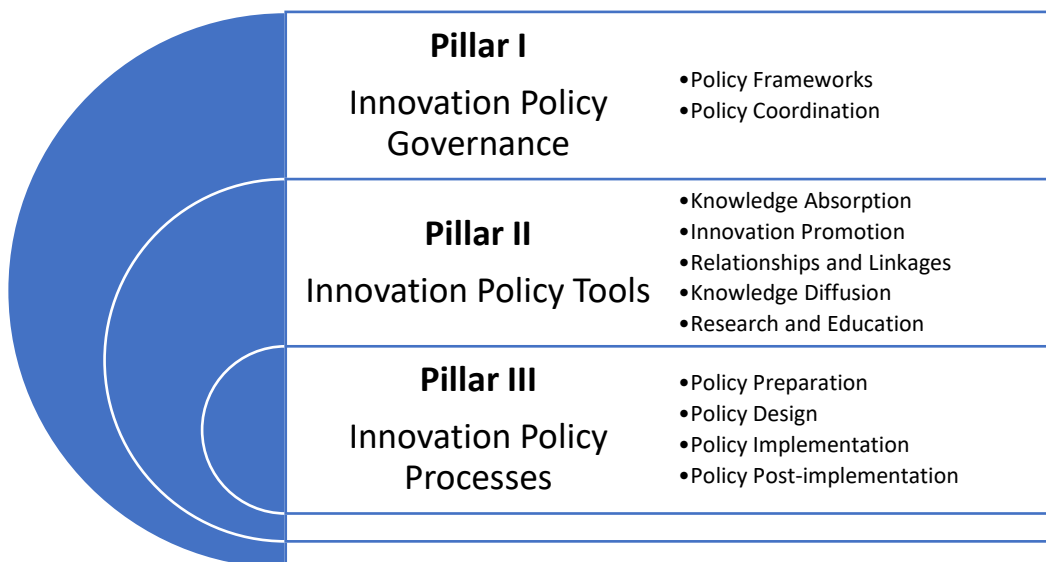 Pillar I
Innovation Policy
Governance
•Policy Frameworks
•Policy Coordination
Pillar II
Innovation Policy Tools
•Knowledge Absorption
•Innovation Promotion
•Relationships and Linkages
•Knowledge Diffusion
•Research and Education
Pillar III
Innovation Policy
Processes
•Policy Preparation
•Policy Design
•Policy Implementation
•Policy Post-implementation